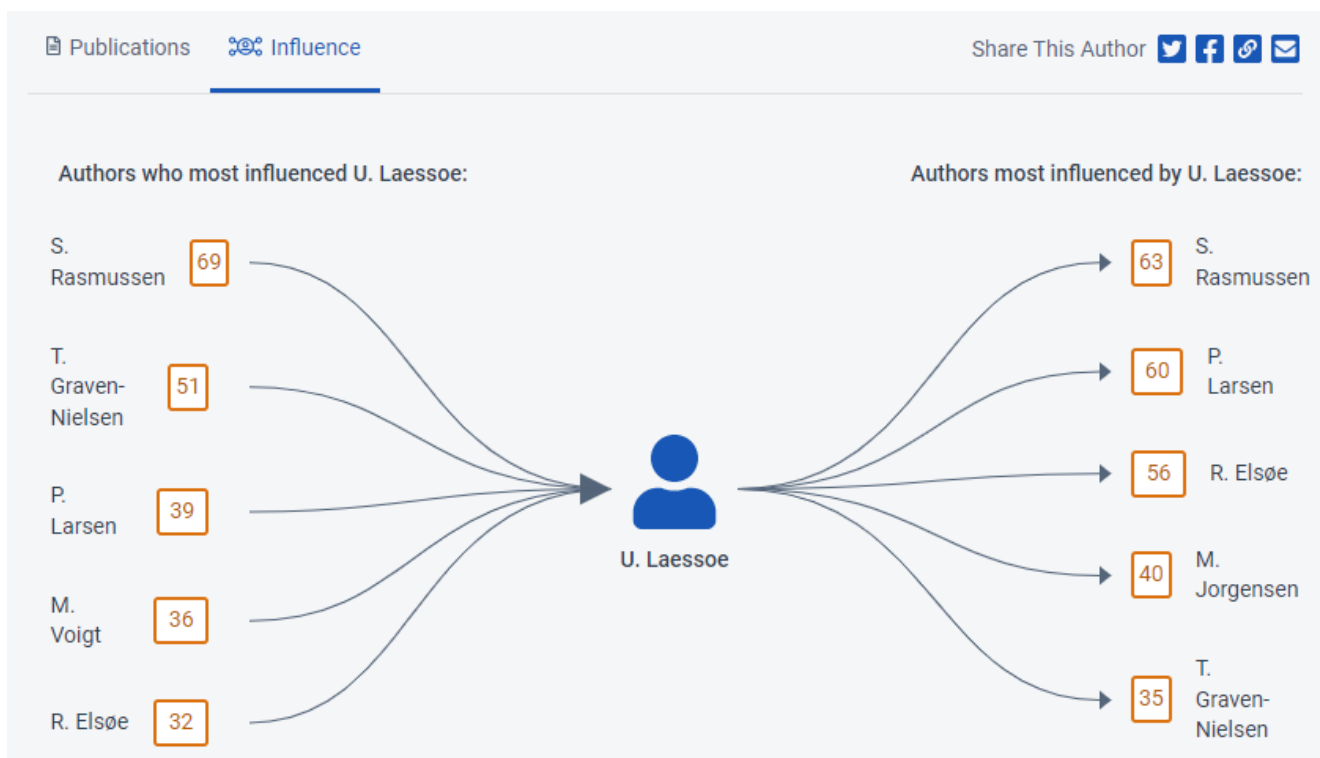 Publications
Influence
Share This Author
Authors who most influenced U. Laessoe:
Authors most influenced by U. Laessoe:
S.
Rasmussen
69
T.
Graven-
Nielsen
51
P.
Larsen
39
M.
Voigt
36
R. Elsøe
32
U. Laessoe
63
S.
Rasmussen
60
P.
Larsen
56
R. Elsøe
40
M.
Jorgensen
35
T.
Graven-
Nielsen